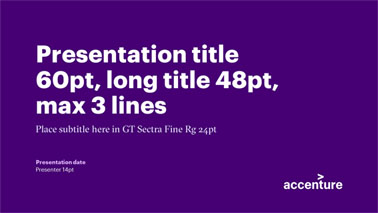 Presentation title
60pt, long title 48pt,
max 3 lines
Place subtitle here in GT Sectra Fine Rg 24pt
Presentation date
Presenter 14pt
accenture